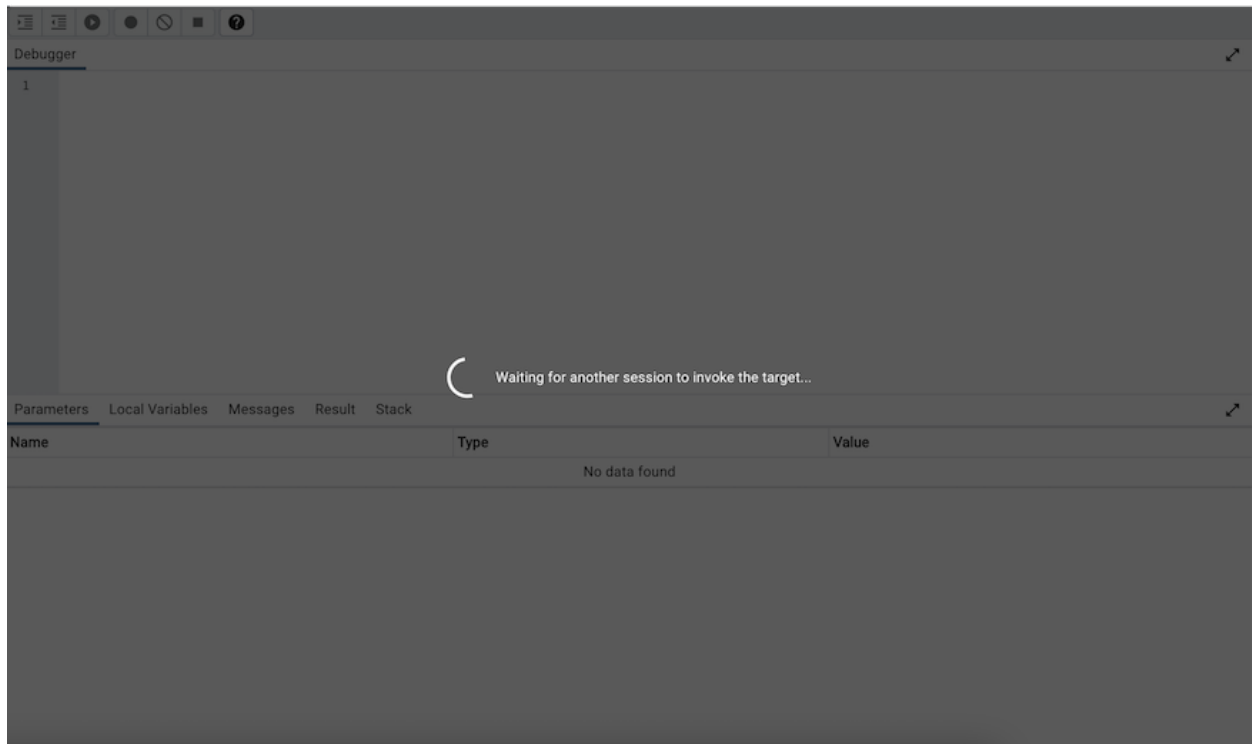 Debugger
1
Waiting for another session to invoke the target...
Parameters Local Variables Messages Result Stack
Name Type Value
No data found